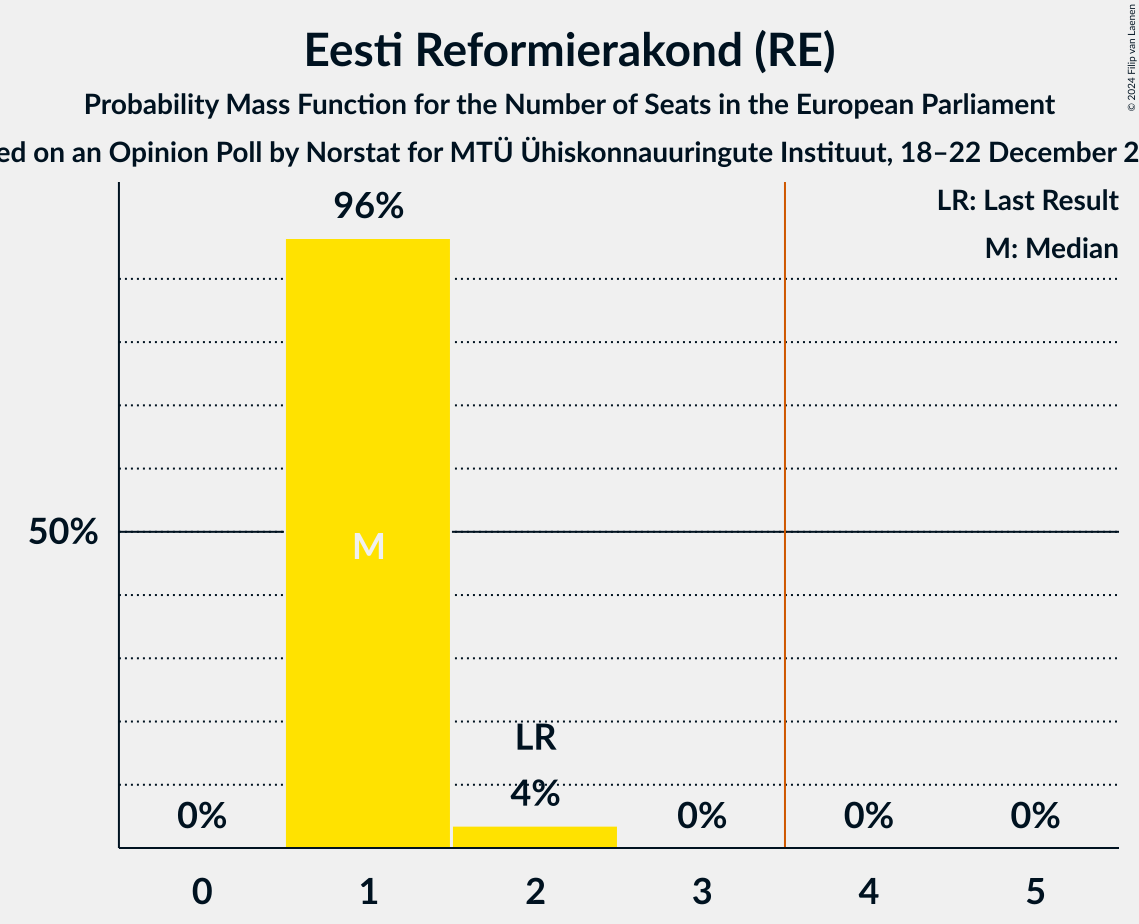 Eesti Reformierakond (RE)
Probability Mass Function for the Number of Seats in the European Parliament
on an Opinion Poll by Norstat for MTÜ Ühiskonnauuringute Instituut, 18–22 December
© 2024 Filip van Laenen
LR: Last Result
M: Median
96%
50%
M
LR
4%
0%
0%
0%
0%
0 1 2 3 4 5